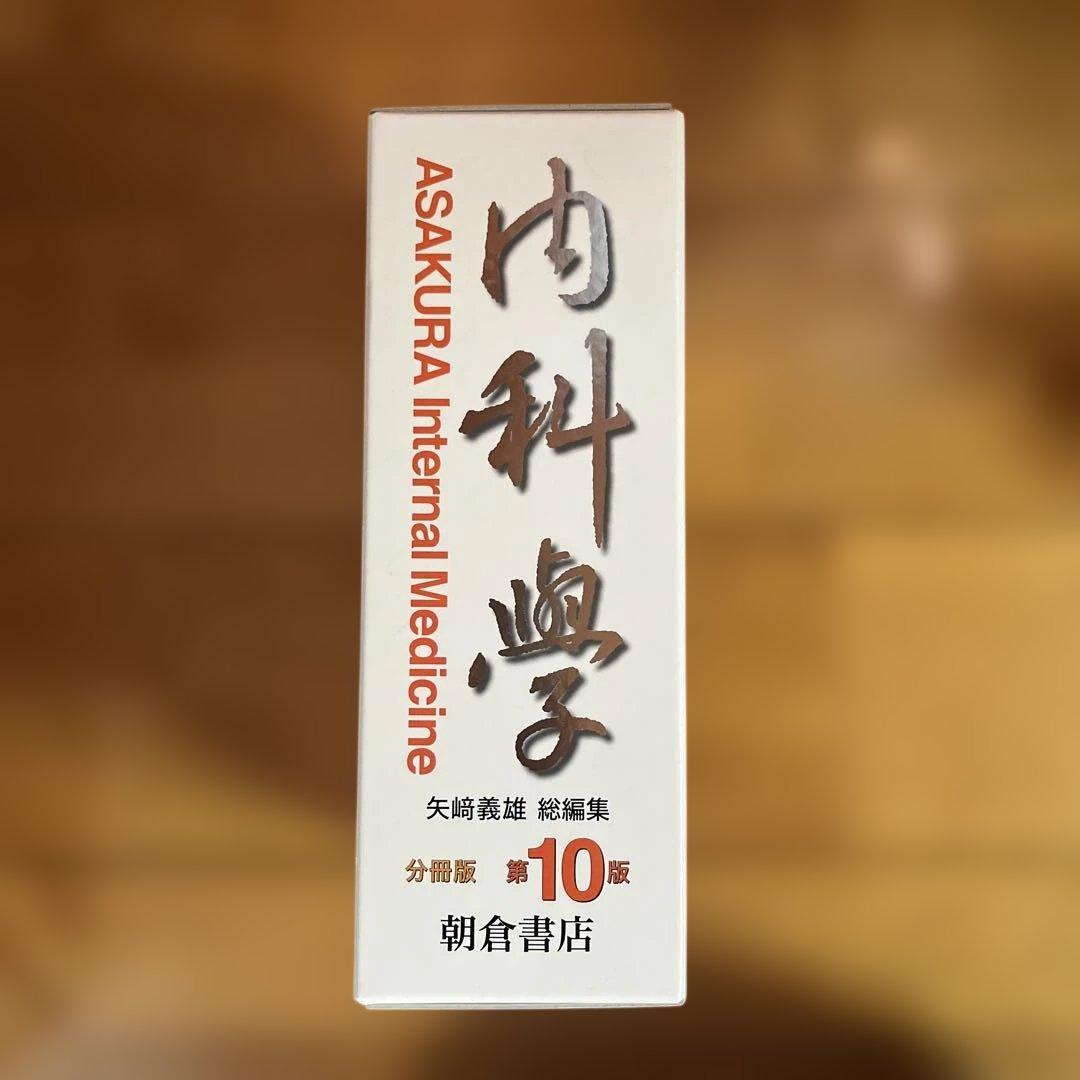 内科學
ASAKURA Internal Medicine
矢﨑義雄 総編集
分冊版 第10版
朝倉書店